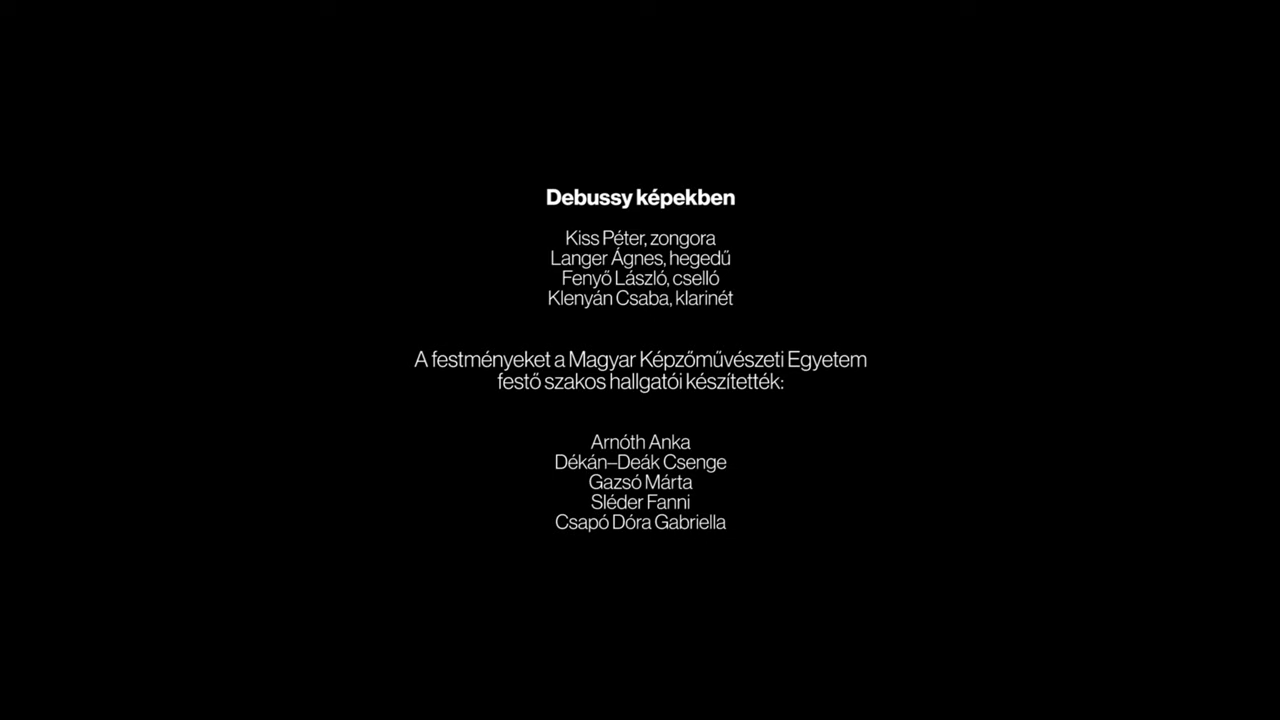 Debussy képekben
Kiss Péter, zongora
Langer Ágnes, hegedű
Fenyő László, cselló
Klenyán Csaba, klarinét
A festményeket a Magyar Képzőművészeti Egyetem
festő szakos hallgatói készítették:
Arnóth Anka
Dékán–Deák Csenge
Gazsó Márta
Sléder Fanni
Csapó Dóra Gabriella